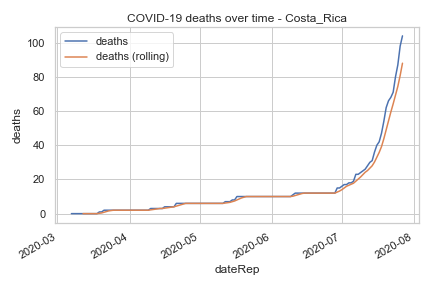 COVID-19 deaths over time - Costa_Rica
deaths
deaths (rolling)
100
80
60
40
20
0
deaths
2020-03
2020-04
2020-05
2020-06
2020-07
2020-08
dateRep